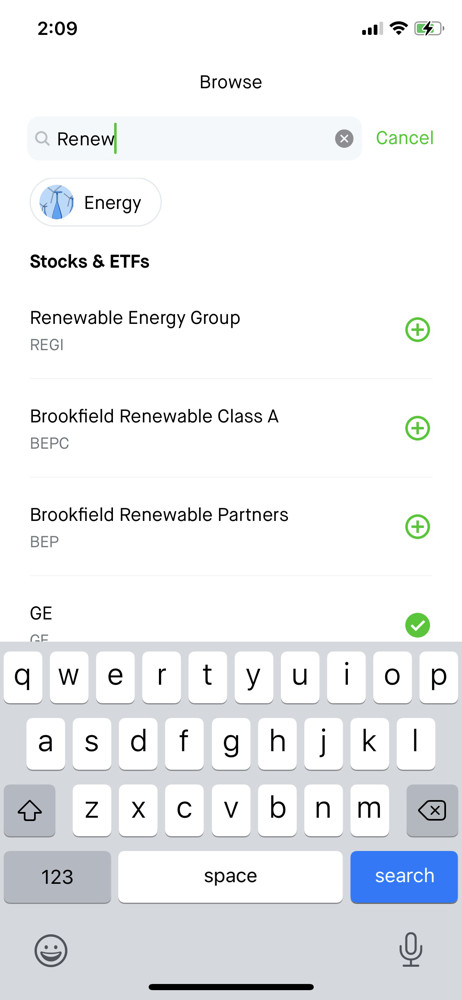 2:09
Browse
Renew
Cancel
Energy
Stocks & ETFs
Renewable Energy Group
REGI
Brookfield Renewable Class A
BEPC
Brookfield Renewable Partners
BEP
GE
GE
q w e r t y u i o p
a s d f g h j k l
z x c v b n m
123 space search